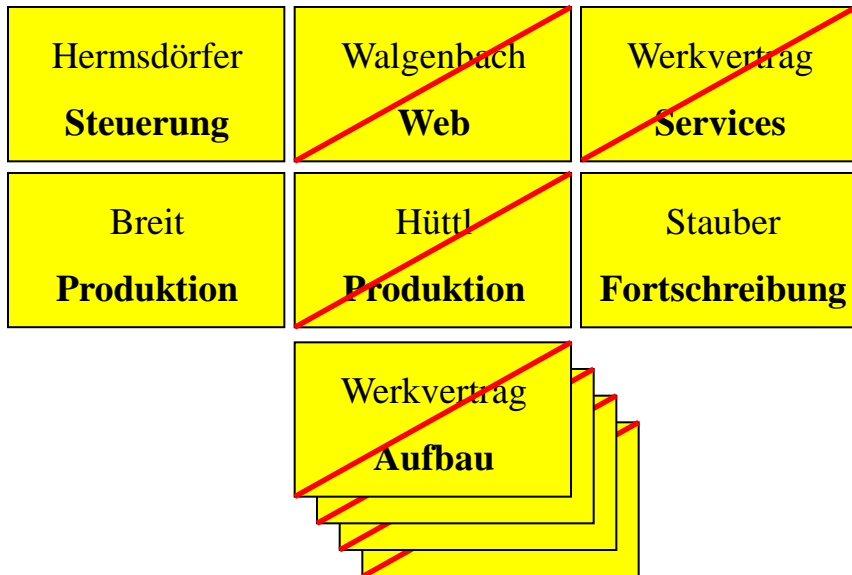 Hermsdörfer
Steuerung
Walgenbach
Web
Werkvertrag
Services
Breit
Produktion
Hüttl
Produktion
Stauber
Fortschreibung
Werkvertrag
Aufbau